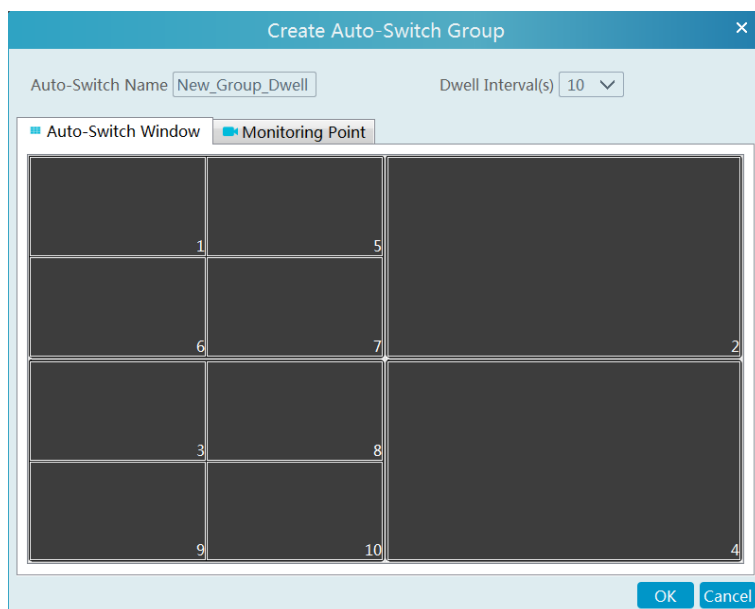 Create Auto-Switch Group
Auto-Switch Name New_Group_Dwell Dwell Interval(s) 10
Auto-Switch Window Monitoring Point
1 5
2
6 7
3 8
4
9 10
OK Cancel